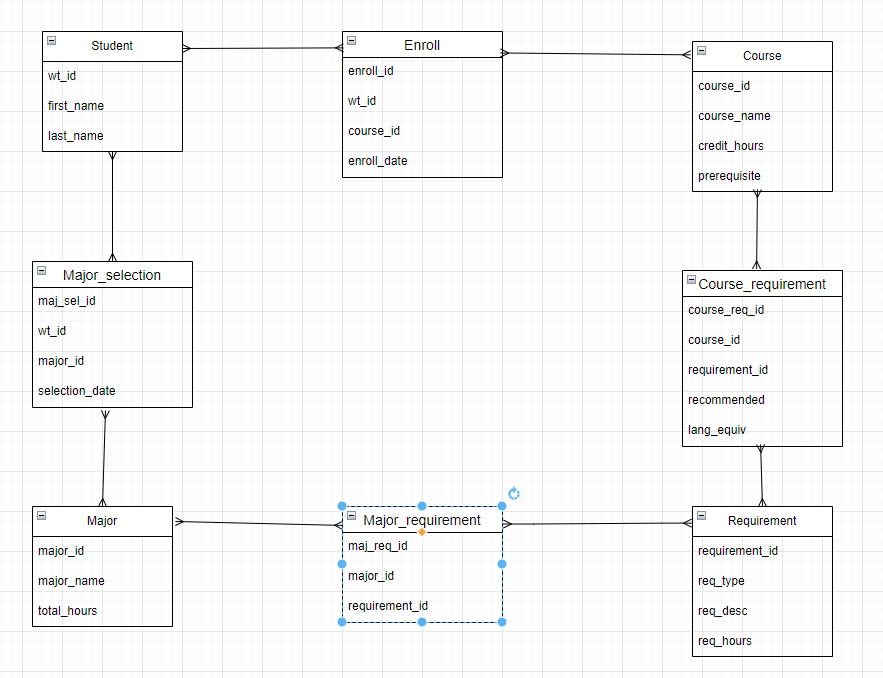 Student
wt_id
first_name
last_name
Enroll
enroll_id
wt_id
course_id
enroll_date
Course
course_id
course_name
credit_hours
prerequisite
Major_selection
maj_sel_id
wt_id
major_id
selection_date
Course_requirement
course_req_id
course_id
requirement_id
recommended
lang_equiv
Major
major_id
major_name
total_hours
Major_requirement
maj_req_id
major_id
requirement_id
Requirement
requirement_id
req_type
req_desc
req_hours